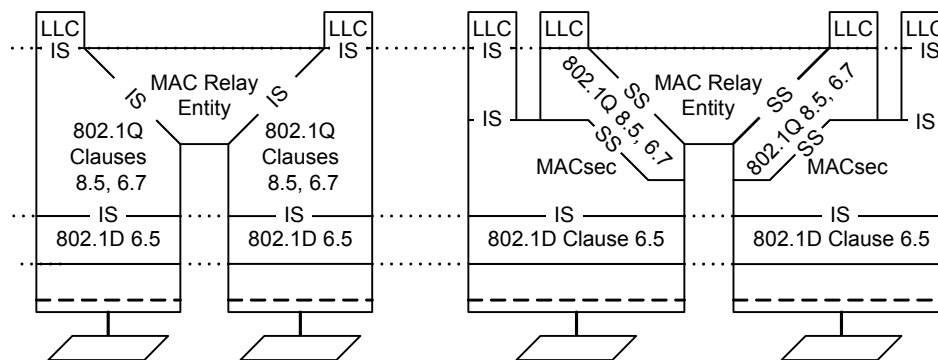 LLC LLC LLC LLC LLC LLC
IS IS IS IS
MAC Relay
Entity
IS IS
802.1Q
Clauses
8.5, 6.7
802.1Q
Clauses
8.5, 6.7
IS IS
802.1D 6.5 802.1D 6.5
802.1Q 8.5, 6.7
SS
MAC Relay
Entity
SS
802.1Q 8.5, 6.7
IS SS SS IS
MACsec MACsec
IS IS
802.1D Clause 6.5 802.1D Clause 6.5